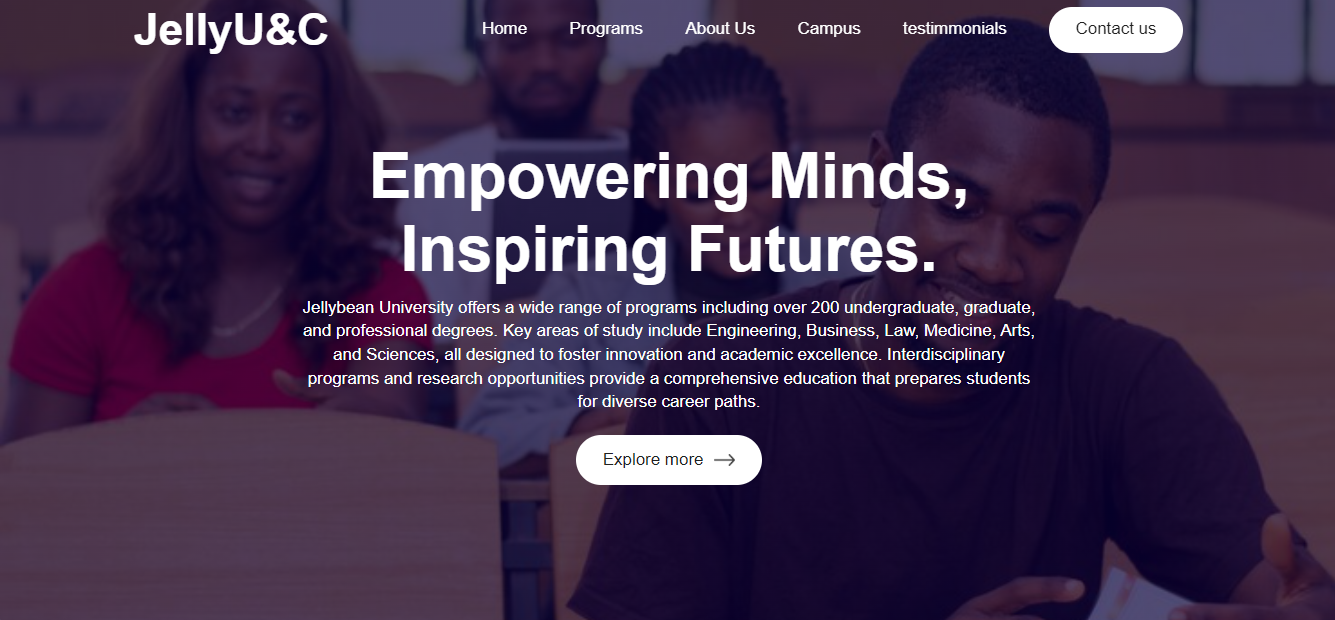 JellyU&C
Home
Programs
About Us
Campus
testimmonials
Contact us
Empowering Minds,
Inspiring Futures.
Jellybean University offers a wide range of programs including over 200 undergraduate, graduate,
and professional degrees. Key areas of study include Engineering, Business, Law, Medicine, Arts,
and Sciences, all designed to foster innovation and academic excellence. Interdisciplinary
programs and research opportunities provide a comprehensive education that prepares students
for diverse career paths.
Explore more